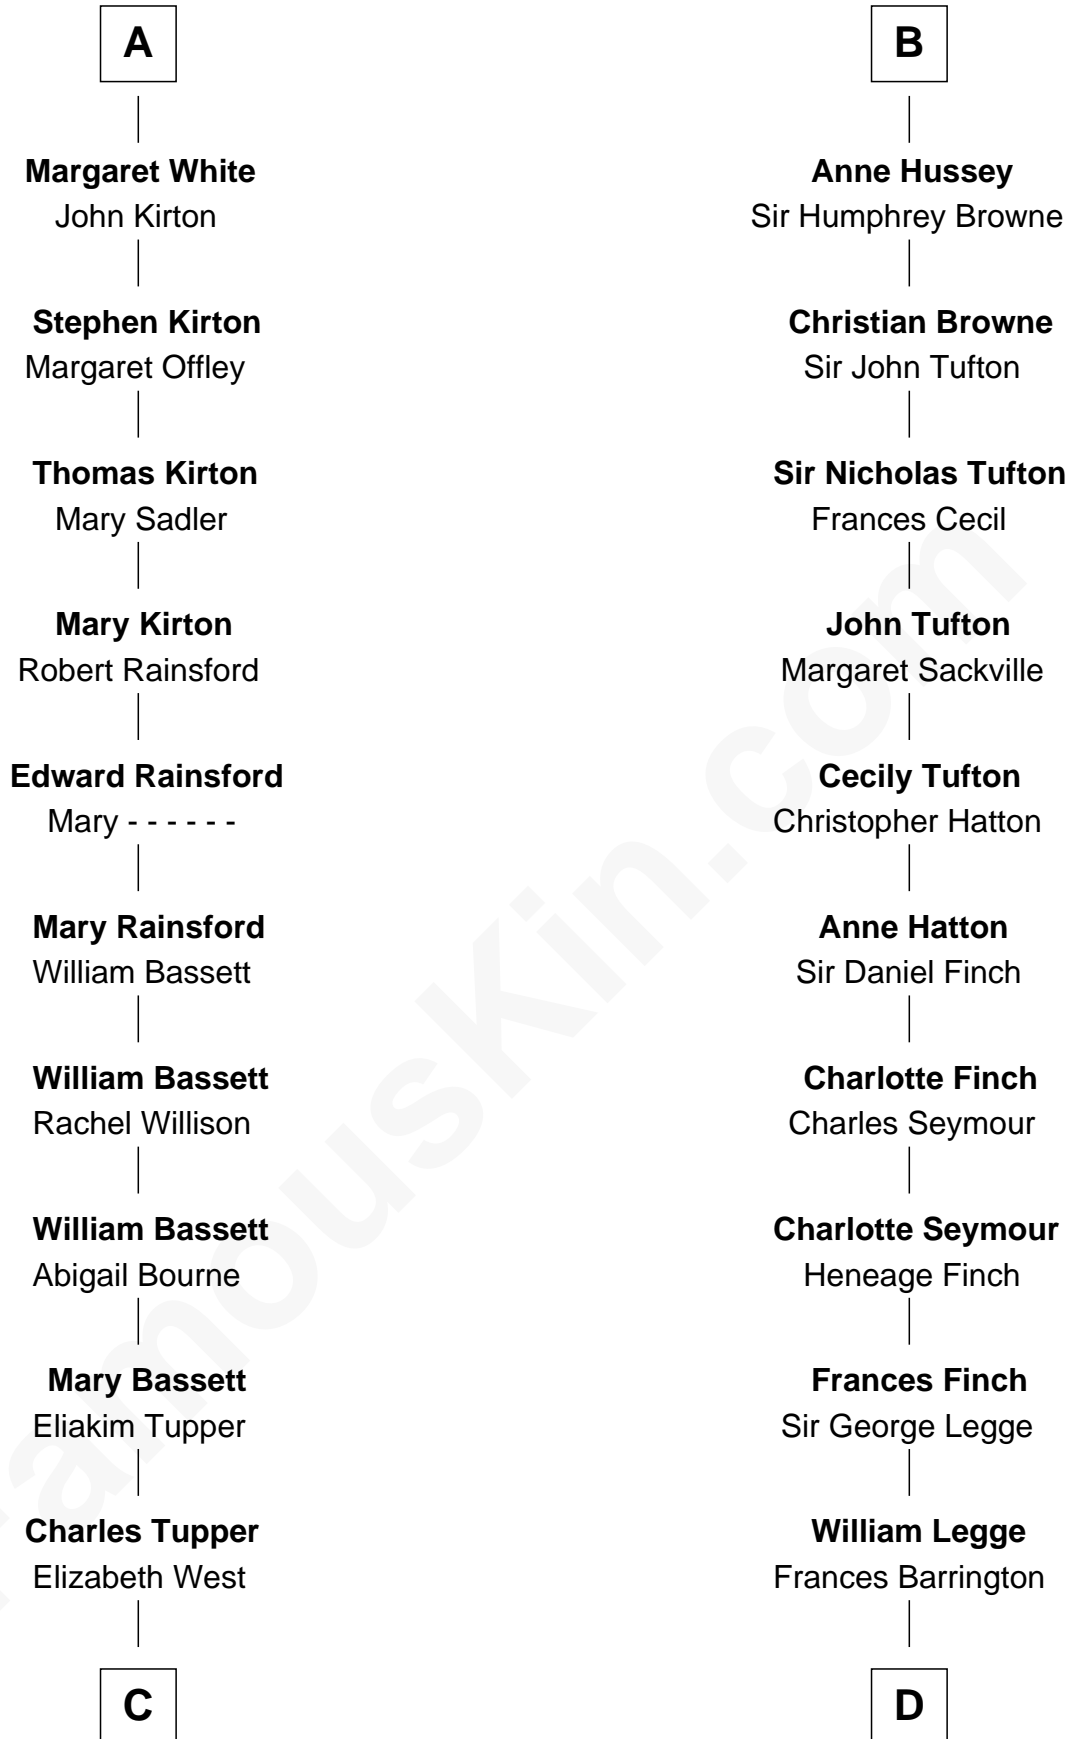 A
Margaret White
John Kirton
Stephen Kirton
Margaret Offley
Thomas Kirton
Mary Sadler
Mary Kirton
Robert Rainsford
Edward Rainsford
Mary - - - - - -
Mary Rainsford
William Bassett
William Bassett
Rachel Willison
William Bassett
Abigail Bourne
Mary Bassett
Eliakim Tupper
Charles Tupper
Elizabeth West
C
B
Anne Hussey
Sir Humphrey Browne
Christian Browne
Sir John Tufton
Sir Nicholas Tufton
Frances Cecil
John Tufton
Margaret Sackville
Cecily Tufton
Christopher Hatton
Anne Hatton
Sir Daniel Finch
Charlotte Finch
Charles Seymour
Charlotte Seymour
Heneage Finch
Frances Finch
Sir George Legge
William Legge
Frances Barrington
D
FamousKin.com